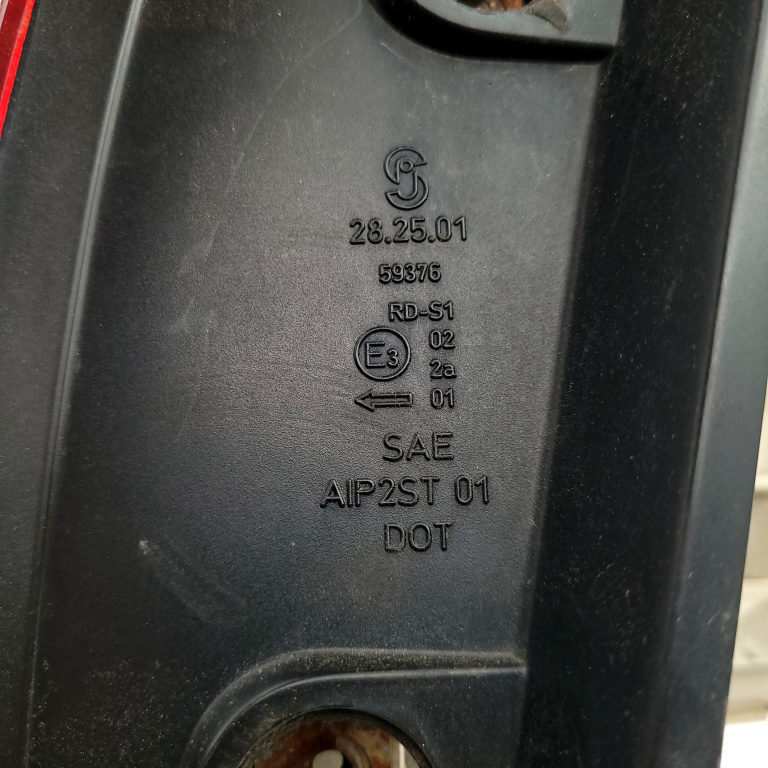 28.25.01
59376
RD-S1
E3 02
2a
01
SAE
AIP2ST 01
DOT